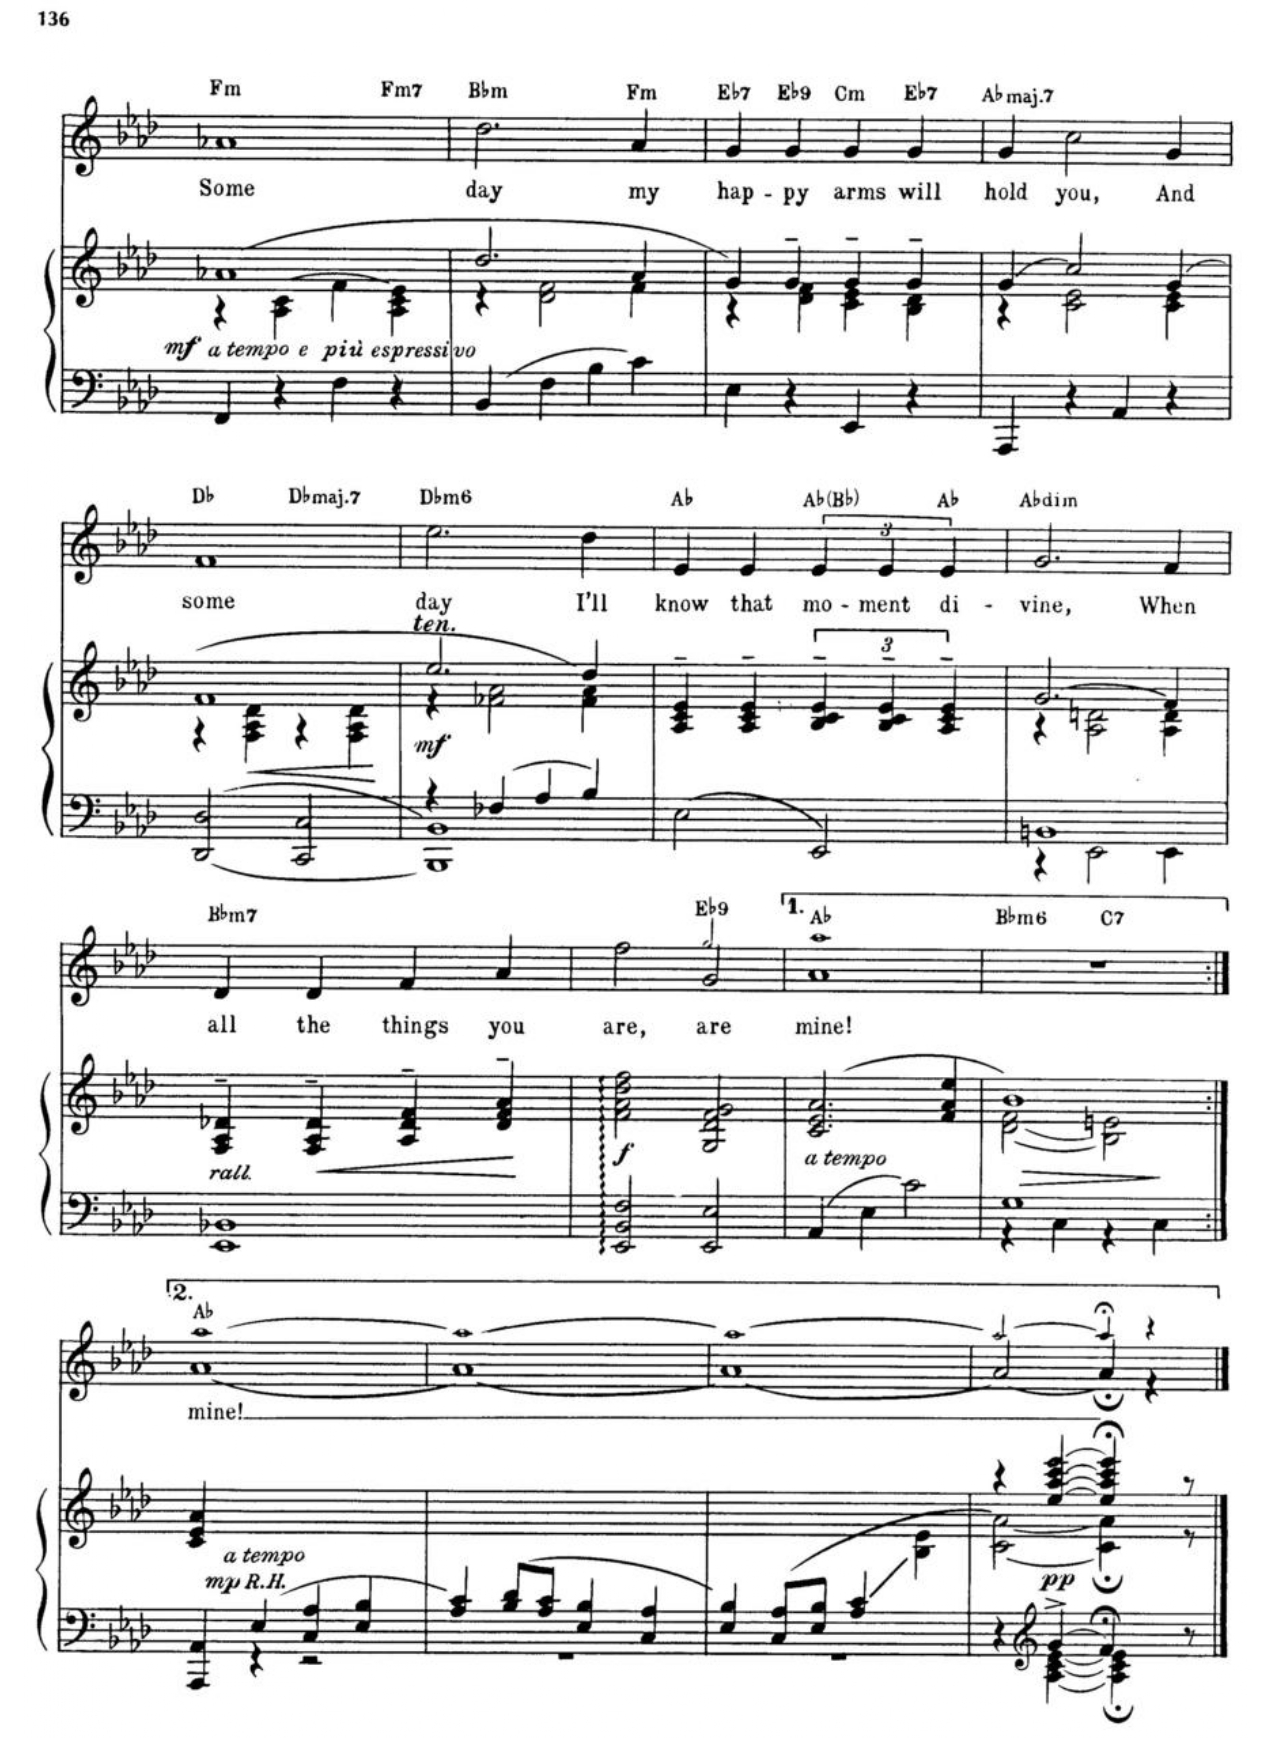 136
Fm Fm7 B♭m Fm E♭7 E♭9 Cm E♭7 A♭maj.7
Some day my hap - py arms will hold you, And
mf a tempo e più espressivo
D♭ D♭maj.7 D♭m6 A♭ A♭(B♭) A♭ A♭dim
3
some day I'll know that mo - ment di - vine, When
ten.
3
mf
B♭m7 E♭9 1. A♭ B♭m6 C7
all the things you are, are mine!
rall. f a tempo
2.
A♭
mine!
a tempo
mp R.H. pp